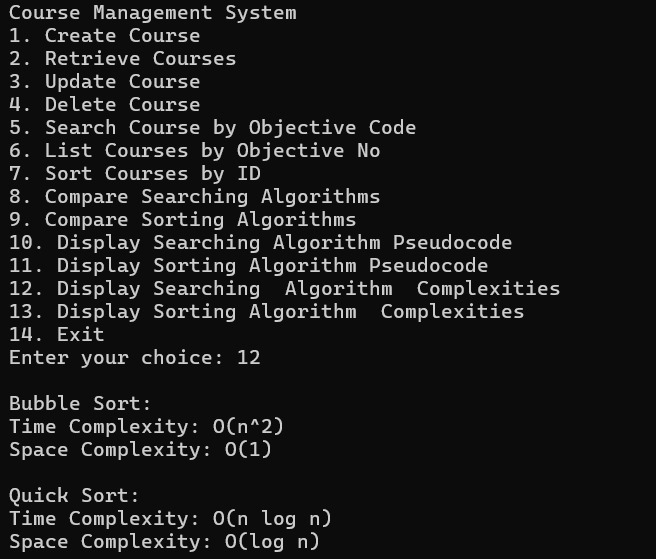 Course Management System
1. Create Course
2. Retrieve Courses
3. Update Course
4. Delete Course
5. Search Course by Objective Code
6. List Courses by Objective No
7. Sort Courses by ID
8. Compare Searching Algorithms
9. Compare Sorting Algorithms
10. Display Searching Algorithm Pseudocode
11. Display Sorting Algorithm Pseudocode
12. Display Searching  Algorithm  Complexities
13. Display Sorting Algorithm  Complexities
14. Exit
Enter your choice: 12

Bubble Sort:
Time Complexity: O(n^2)
Space Complexity: O(1)

Quick Sort:
Time Complexity: O(n log n)
Space Complexity: O(log n)